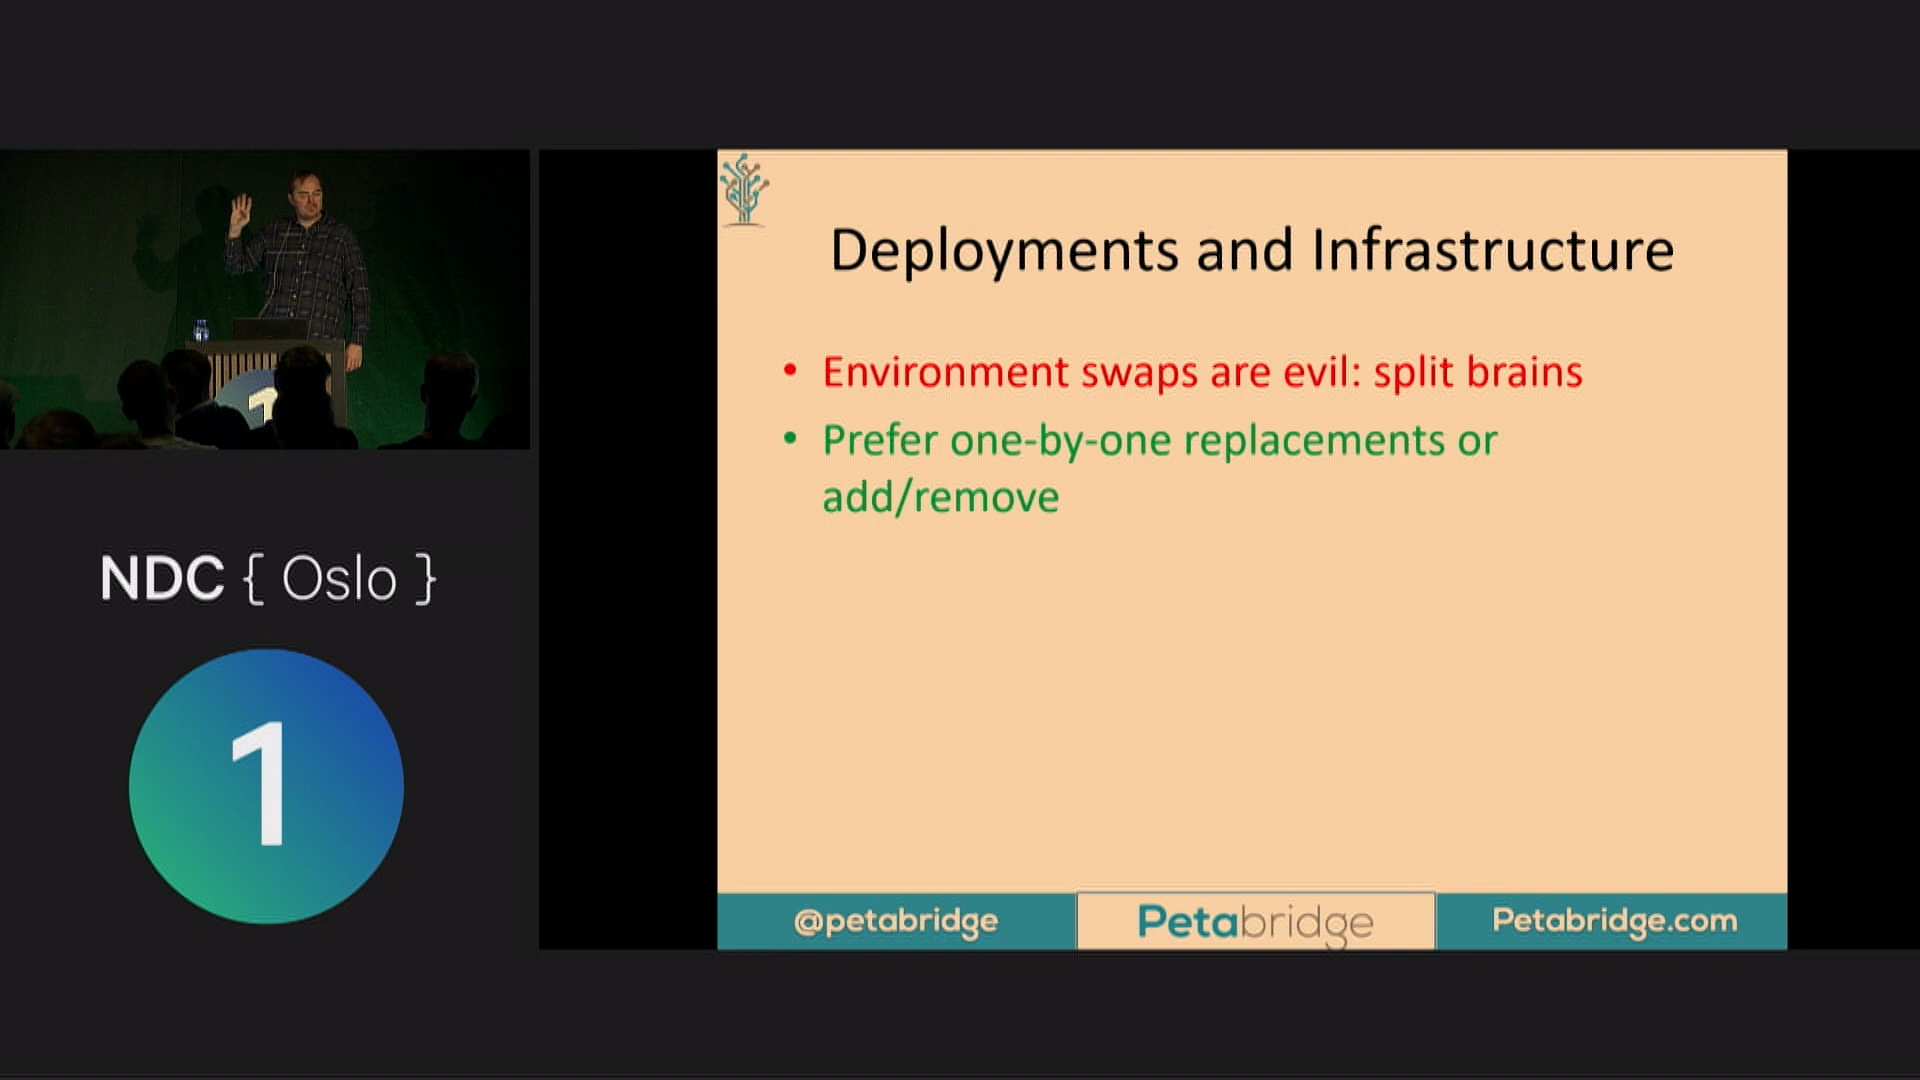 Deployments and Infrastructure
• Environment swaps are evil: split brains
• Prefer one-by-one replacements or
add/remove
NDC { Oslo }
1
1
@petabridge
Petabridge
Petabridge.com